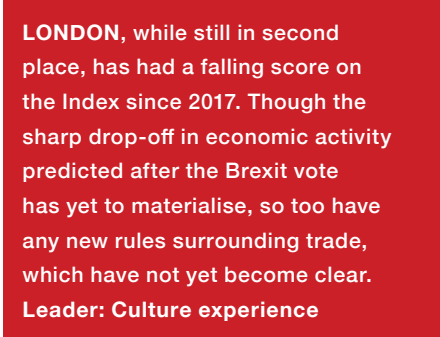 LONDON, while still in second
place, has had a falling score on
the Index since 2017. Though the
sharp drop-off in economic activity
predicted after the Brexit vote
has yet to materialise, so too have
any new rules surrounding trade,
which have not yet become clear.
Leader: Culture experience